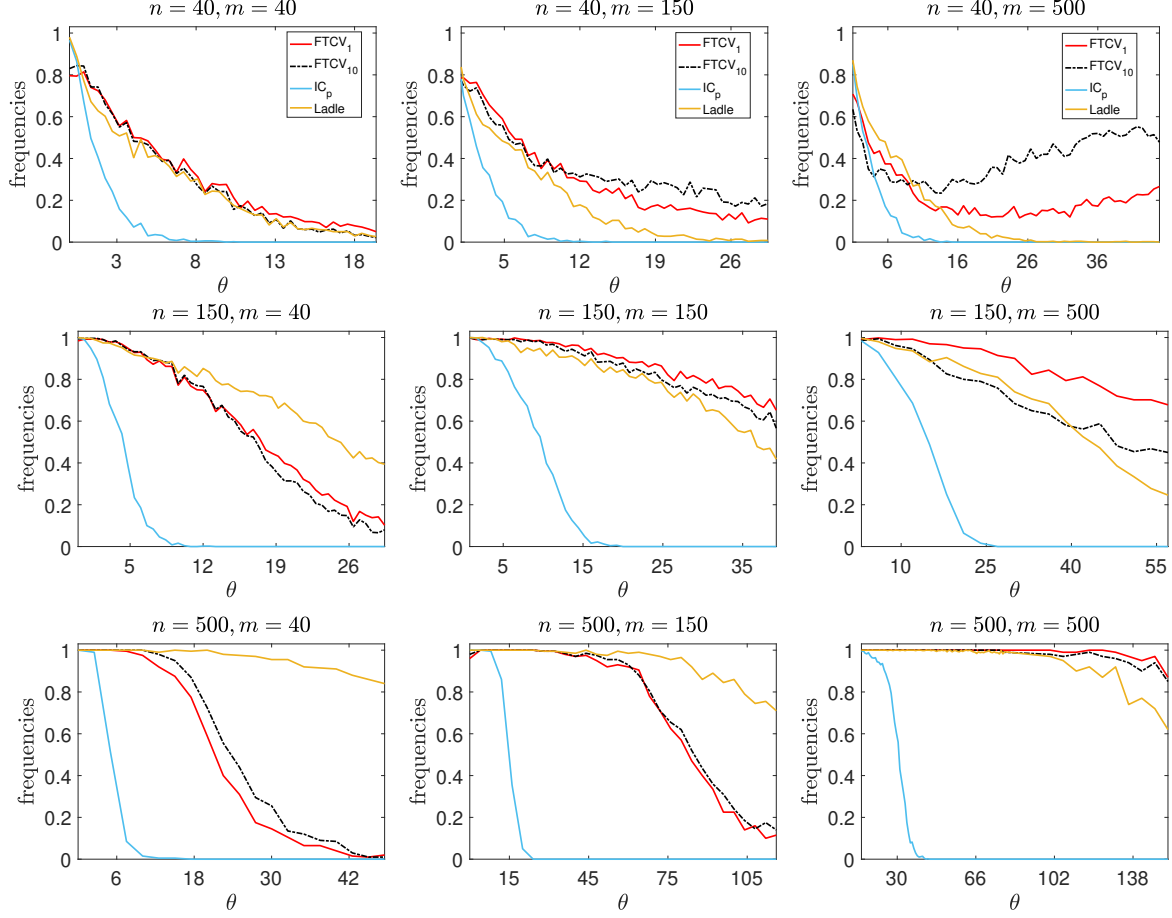 n = 40, m = 40
frequencies
1
0.8
0.6
0.4
0.2
0
3 8 13 18
θ
FTCV1
FTCV10
ICp
Ladle
n = 40, m = 150
frequencies
1
0.8
0.6
0.4
0.2
0
5 12 19 26
θ
FTCV1
FTCV10
ICp
Ladle
n = 40, m = 500
frequencies
1
0.8
0.6
0.4
0.2
0
6 16 26 36
θ
FTCV1
FTCV10
ICp
Ladle
n = 150, m = 40
frequencies
1
0.8
0.6
0.4
0.2
0
5 12 19 26
θ
n = 150, m = 150
frequencies
1
0.8
0.6
0.4
0.2
0
5 15 25 35
θ
n = 150, m = 500
frequencies
1
0.8
0.6
0.4
0.2
0
10 25 40 55
θ
n = 500, m = 40
frequencies
1
0.8
0.6
0.4
0.2
0
6 18 30 42
θ
n = 500, m = 150
frequencies
1
0.8
0.6
0.4
0.2
0
15 45 75 105
θ
n = 500, m = 500
frequencies
1
0.8
0.6
0.4
0.2
0
30 66 102 138
θ